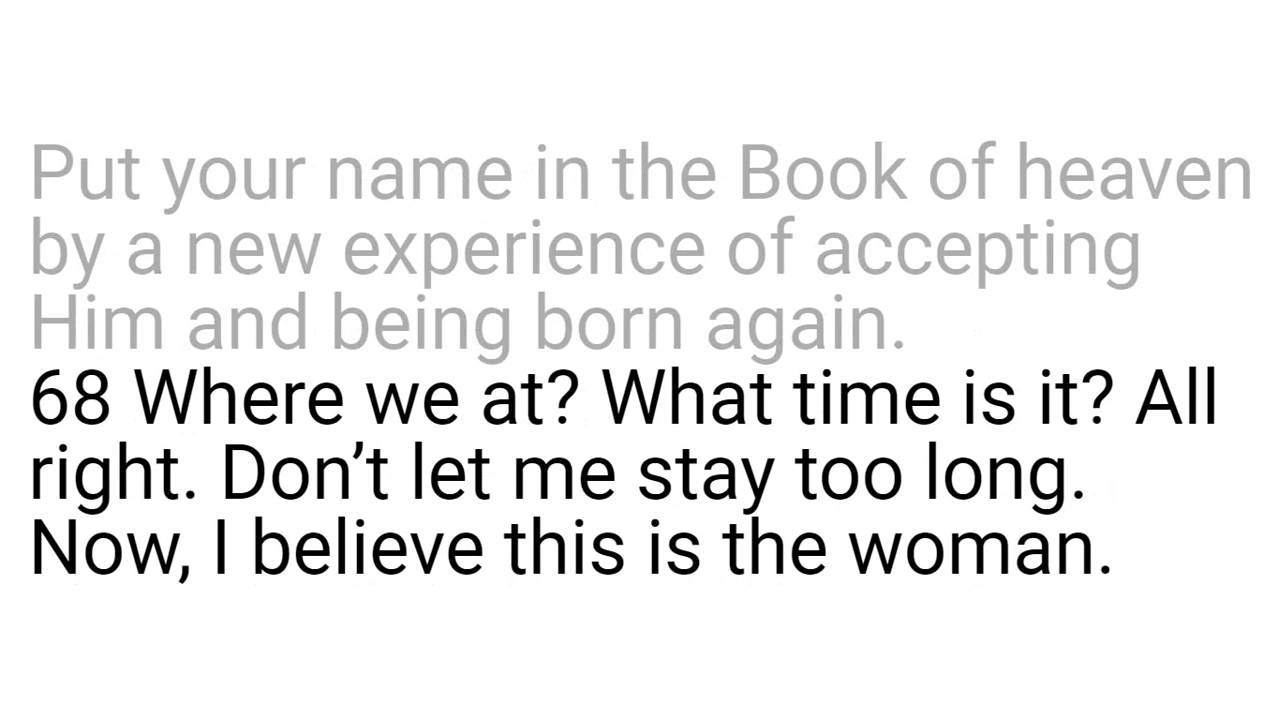 Put your name in the Book of heaven
by a new experience of accepting
Him and being born again.
68 Where we at? What time is it? All
right. Don’t let me stay too long.
Now, I believe this is the woman.